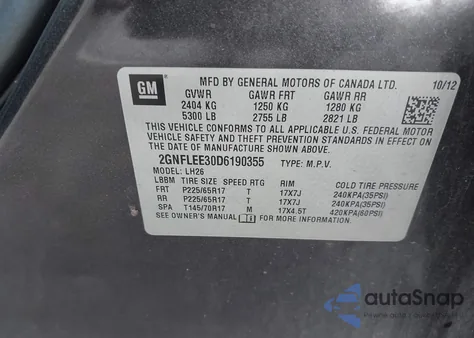 GM
MFD BY GENERAL MOTORS OF CANADA LTD. 10/12
GVWR GAWR FRT GAWR RR
2404 KG 1250 KG 1280 KG
5300 LB 2755 LB 2821 LB
THIS VEHICLE CONFORMS TO ALL APPLICABLE U.S. FEDERAL MOTOR
VEHICLE SAFETY AND THEFT PREVENTION STANDARDS IN EFFECT ON
THE DATE OF MANUFACTURE SHOWN ABOVE.
2GNFLEE30D6190355 TYPE: M.P.V.
MODEL: LH26
LBBM TIRE SIZE SPEED RTG RIM COLD TIRE PRESSURE
FRT P225/65R17 T 17X7J 240KPA(35PSI)
RR P225/65R17 T 17X7J 240KPA(35PSI)
SPA T145/70R17 M 17X4.5T 420KPA(60PSI)
SEE OWNER'S MANUAL FOR MORE INFORMATION.
autoSnap